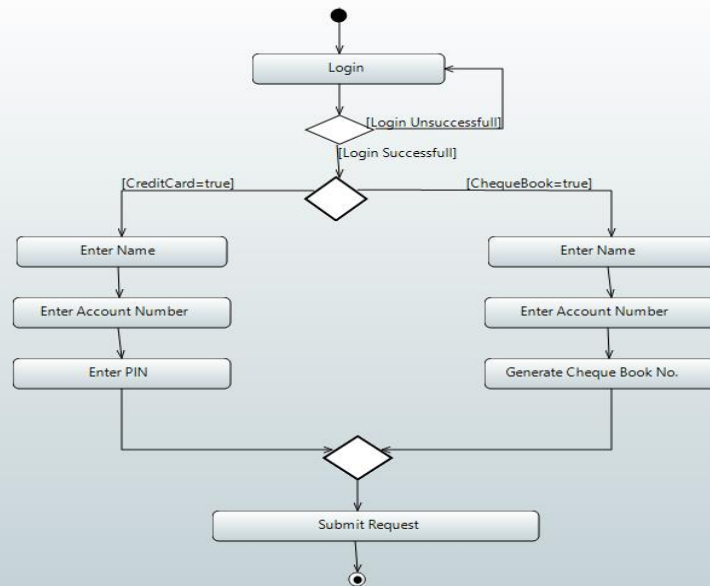 Login
[Login Unsuccessfull]
[Login Successfull]
[CreditCard=true]
[ChequeBook=true]
Enter Name
Enter Name
Enter Account Number
Enter Account Number
Enter PIN
Generate Cheque Book No.
Submit Request